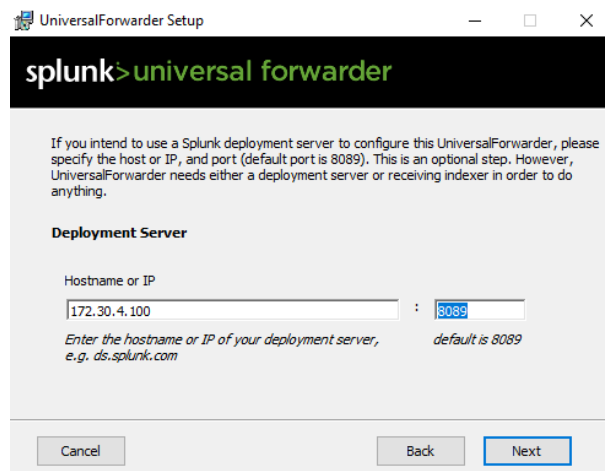 UniversalForwarder Setup
splunk>universal forwarder
If you intend to use a Splunk deployment server to configure this UniversalForwarder, please
specify the host or IP, and port (default port is 8089). This is an optional step. However,
UniversalForwarder needs either a deployment server or receiving indexer in order to do
anything.
Deployment Server
Hostname or IP
172.30.4.100 : 8089
Enter the hostname or IP of your deployment server, default is 8089
e.g. ds.splunk.com
Cancel Back Next